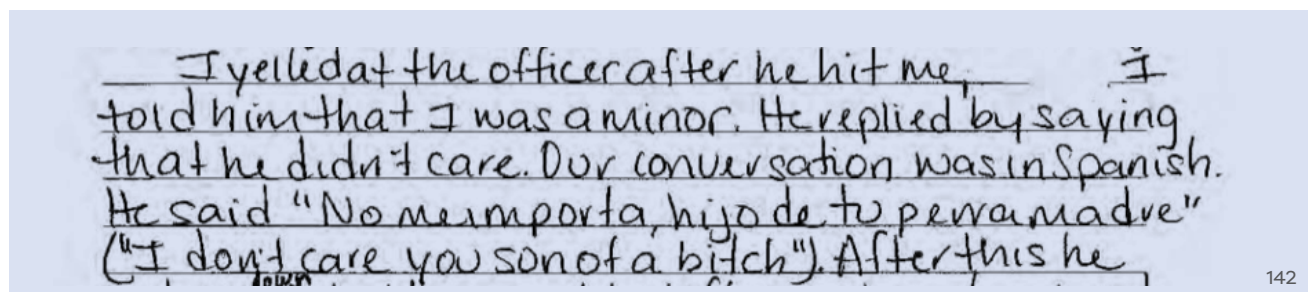 I yelled at the officer after he hit me, I
told him that I was a minor. He replied by saying
that he didn't care. Our conversation was in Spanish.
He said "No me importa, hijo de tu perra madre"
("I don't care you son of a bitch"). After this he
down
142